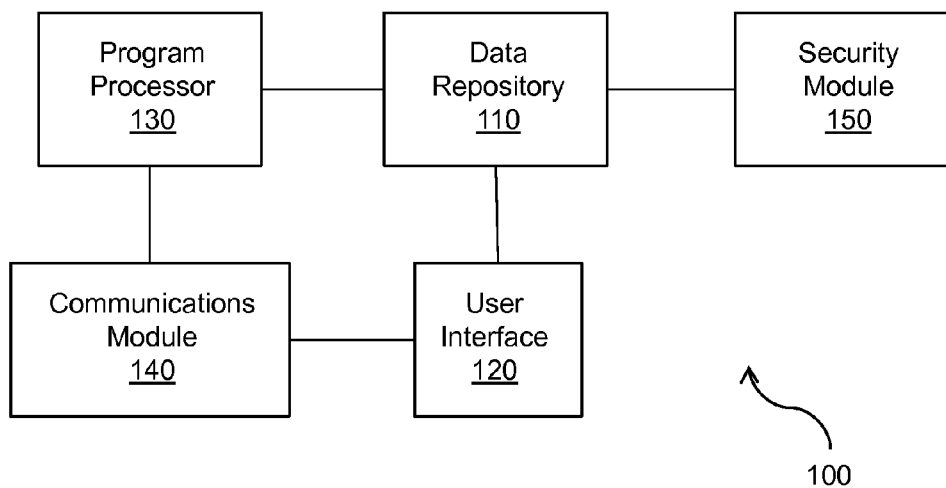 Program
Processor
130
Data
Repository
110
Security
Module
150
Communications
Module
140
User
Interface
120
100